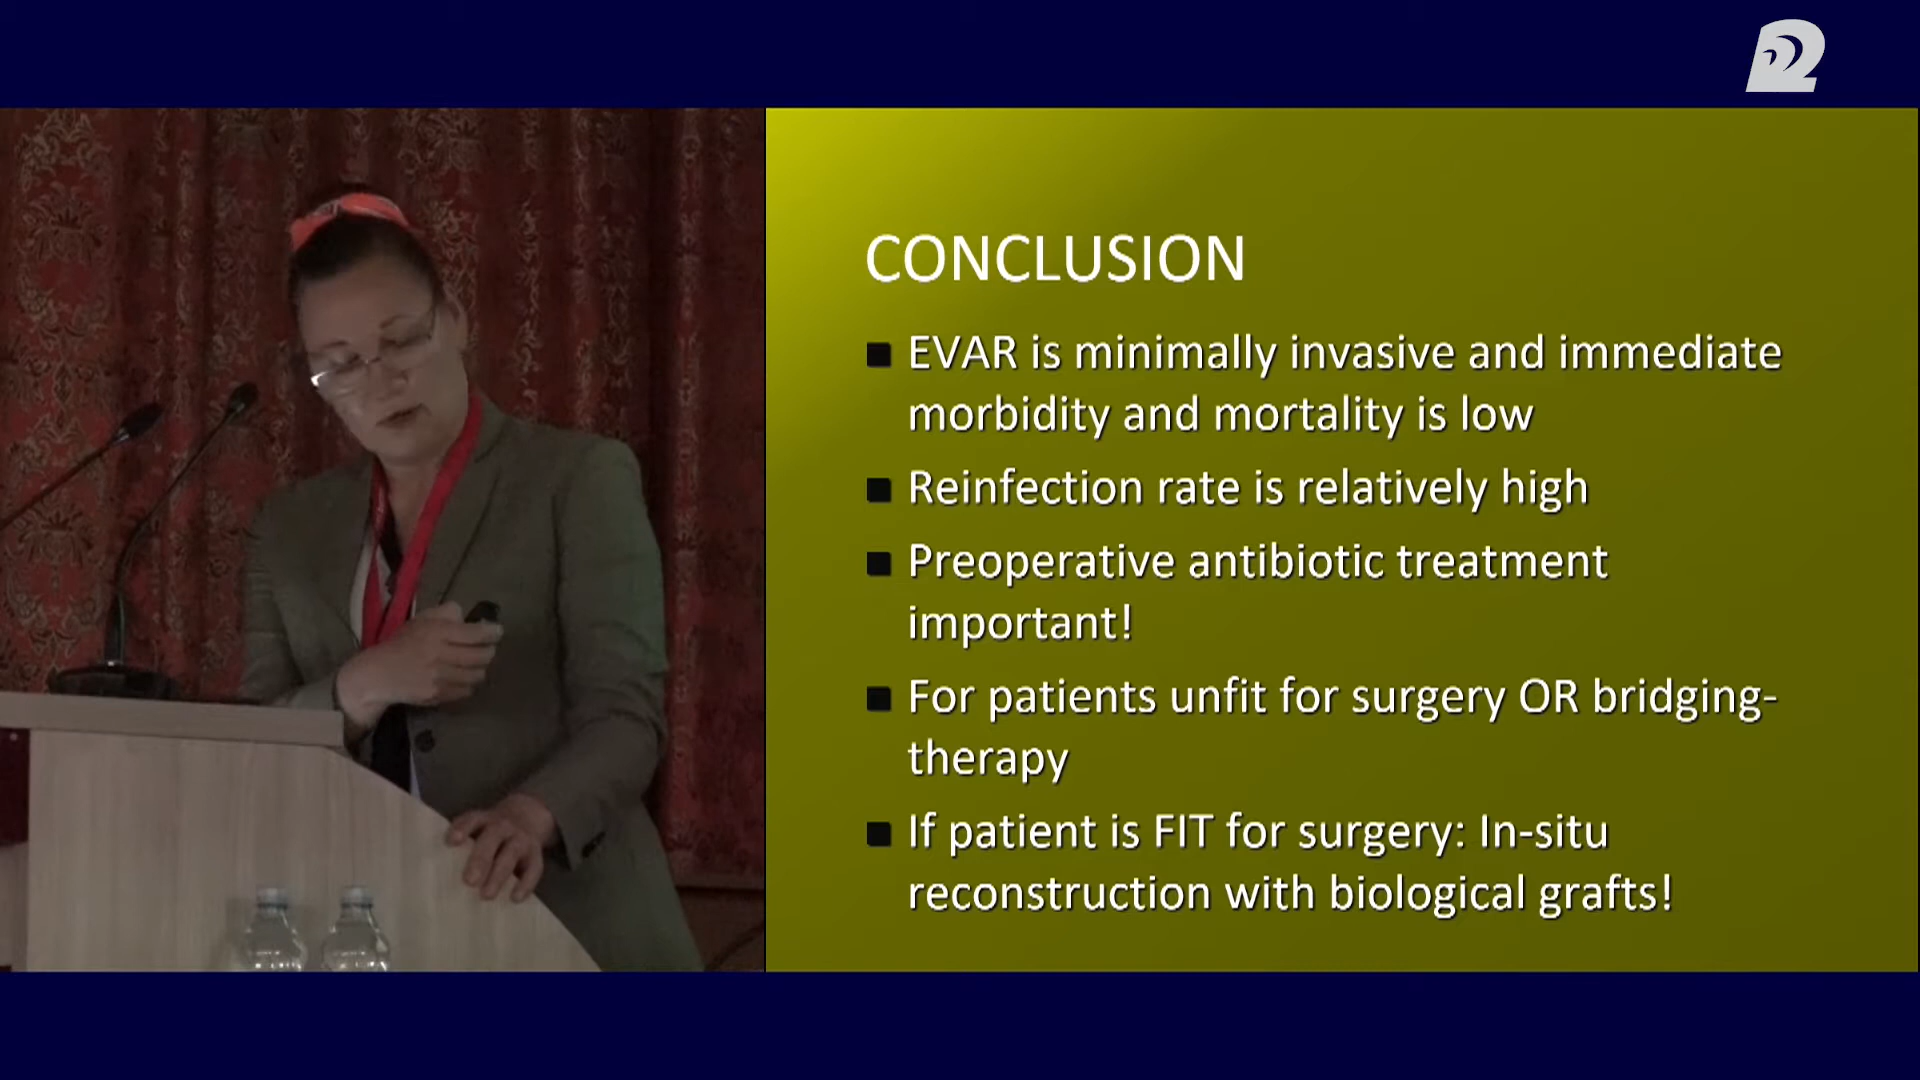 CONCLUSION
EVAR is minimally invasive and immediate
morbidity and mortality is low
Reinfection rate is relatively high
Preoperative antibiotic treatment
important!
For patients unfit for surgery OR bridging-
therapy
If patient is FIT for surgery: In-situ
reconstruction with biological grafts!